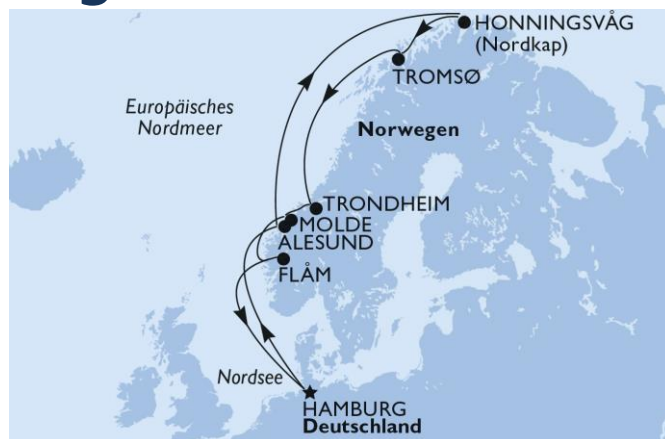 HONNINGSVÅG
(Nordkap)
TROMSØ
Europäisches
Nordmeer
Norwegen
TRONDHEIM
MOLDE
ALESUND
FLÅM
Nordsee
HAMBURG
Deutschland